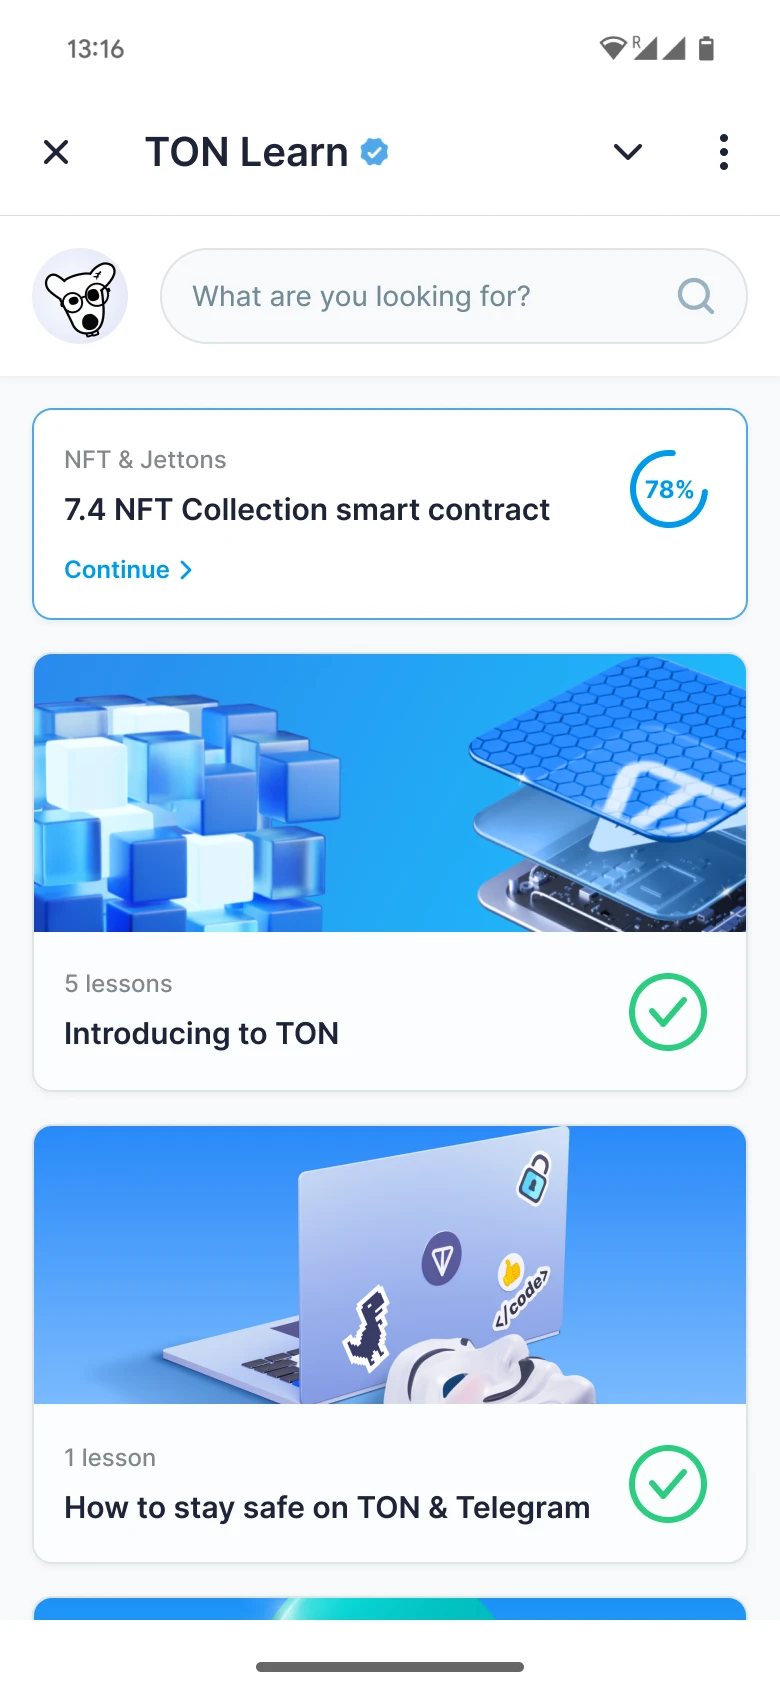 13:16
R
TON Learn
What are you looking for?
NFT & Jettons
7.4 NFT Collection smart contract
78%
Continue
5 lessons
Introducing to TON
</code>
1 lesson
How to stay safe on TON & Telegram